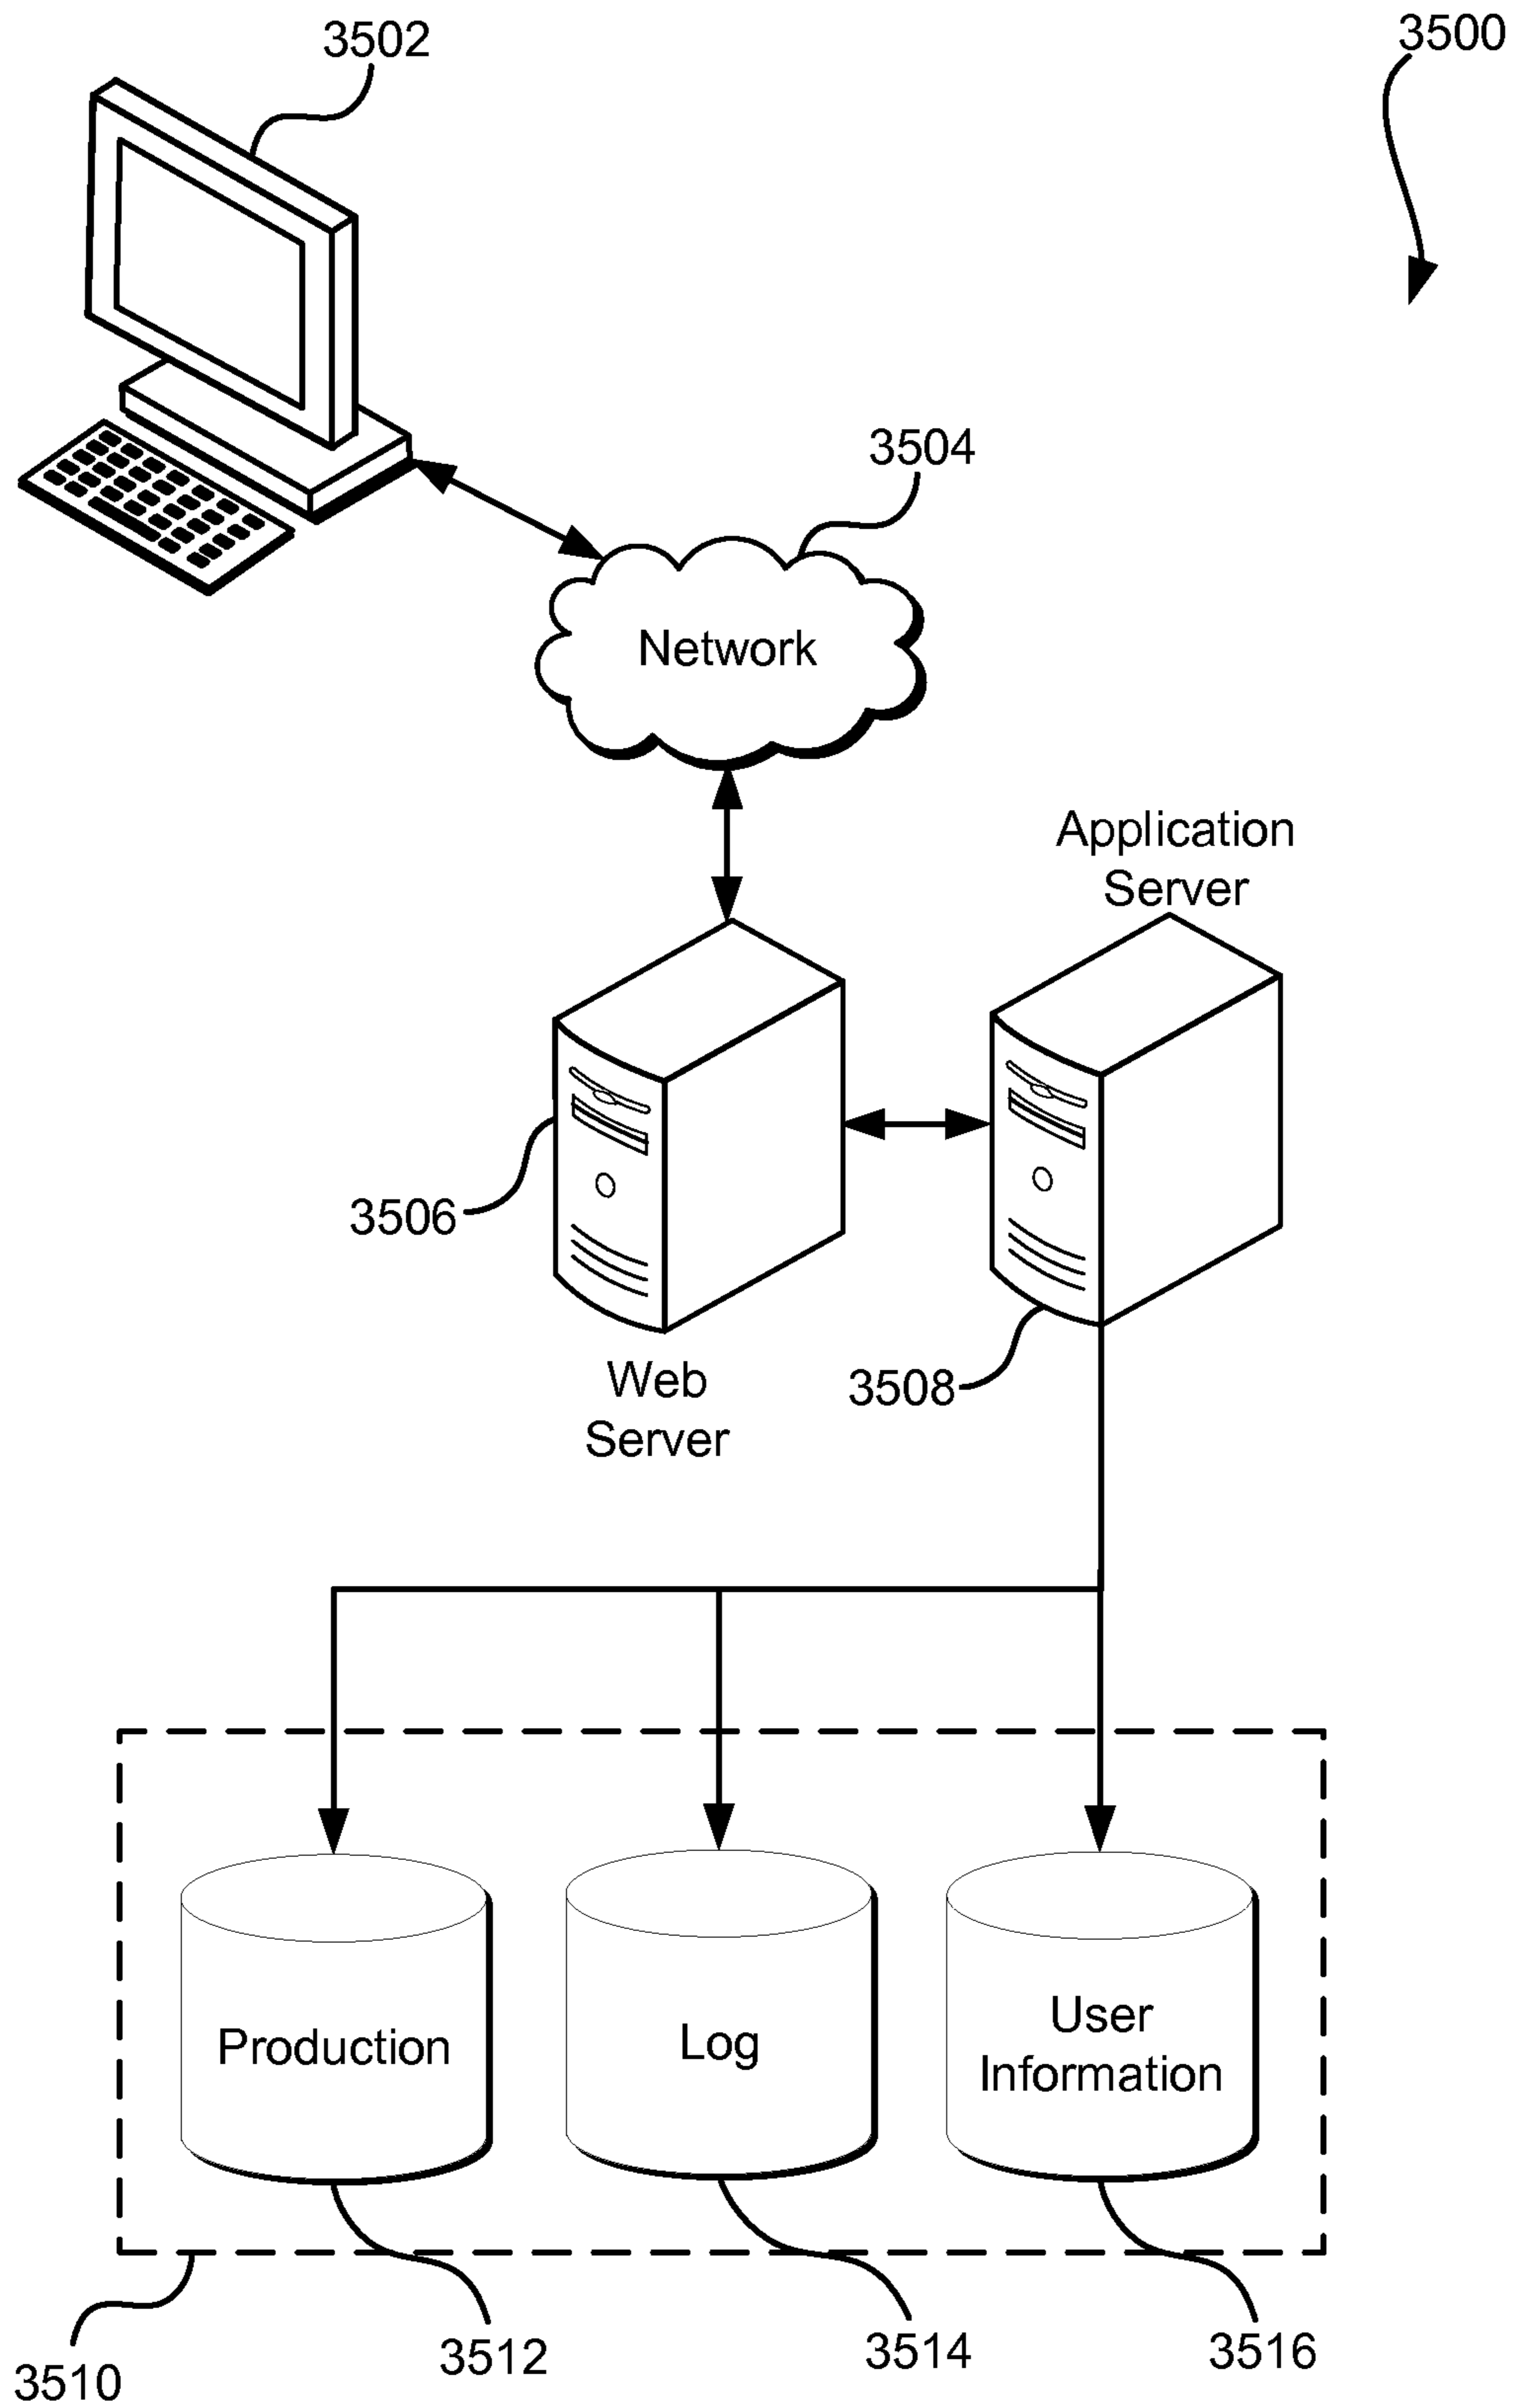 3502
3500
3504
Network
Application
Server
3506
Web
Server
3508
Production
Log
User
Information
3510
3512
3514
3516